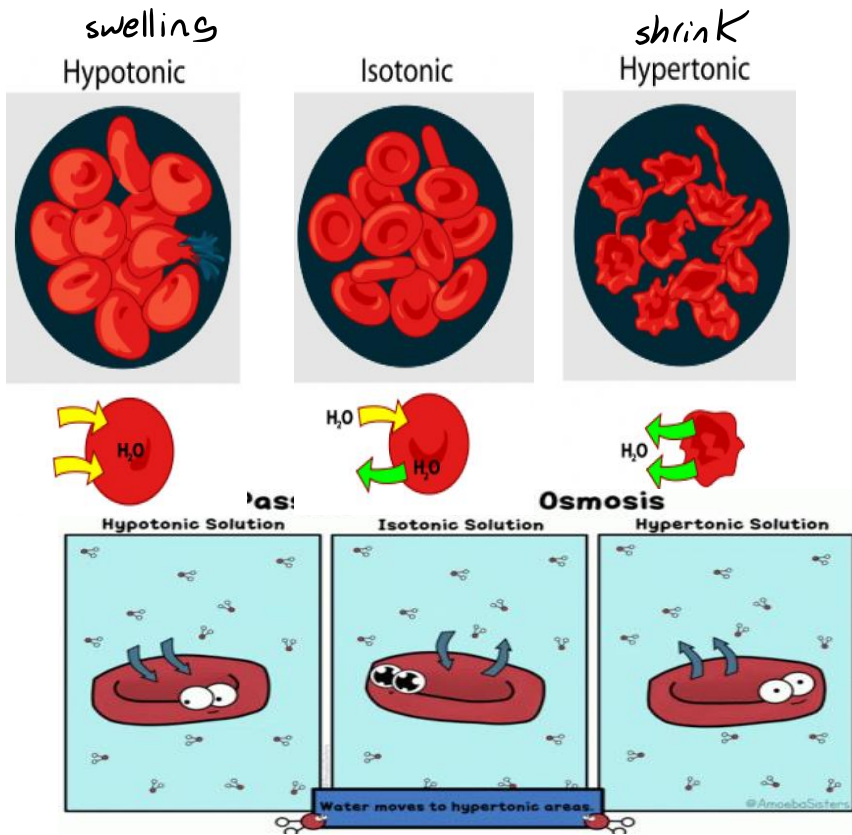 swelling
shrink
Hypotonic
Isotonic
Hypertonic
H₂O
H₂O
H₂O
H₂O
Pass
Osmosis
Hypotonic Solution
Isotonic Solution
Hypertonic Solution
@AmoebaSisters
Water moves to hypertonic areas.